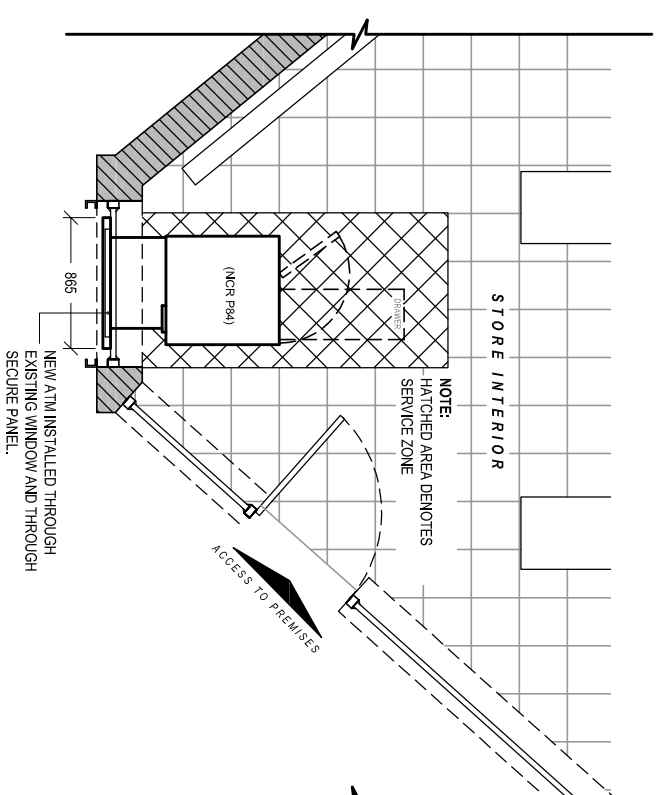 STORE INTERIOR
NOTE:
HATCHED AREA DENOTES
SERVICE ZONE
DRAWER
(NCR P84)
865
NEW ATM INSTALLED THROUGH
EXISTING WINDOW AND THROUGH
SECURE PANEL.
ACCESS TO PREMISES